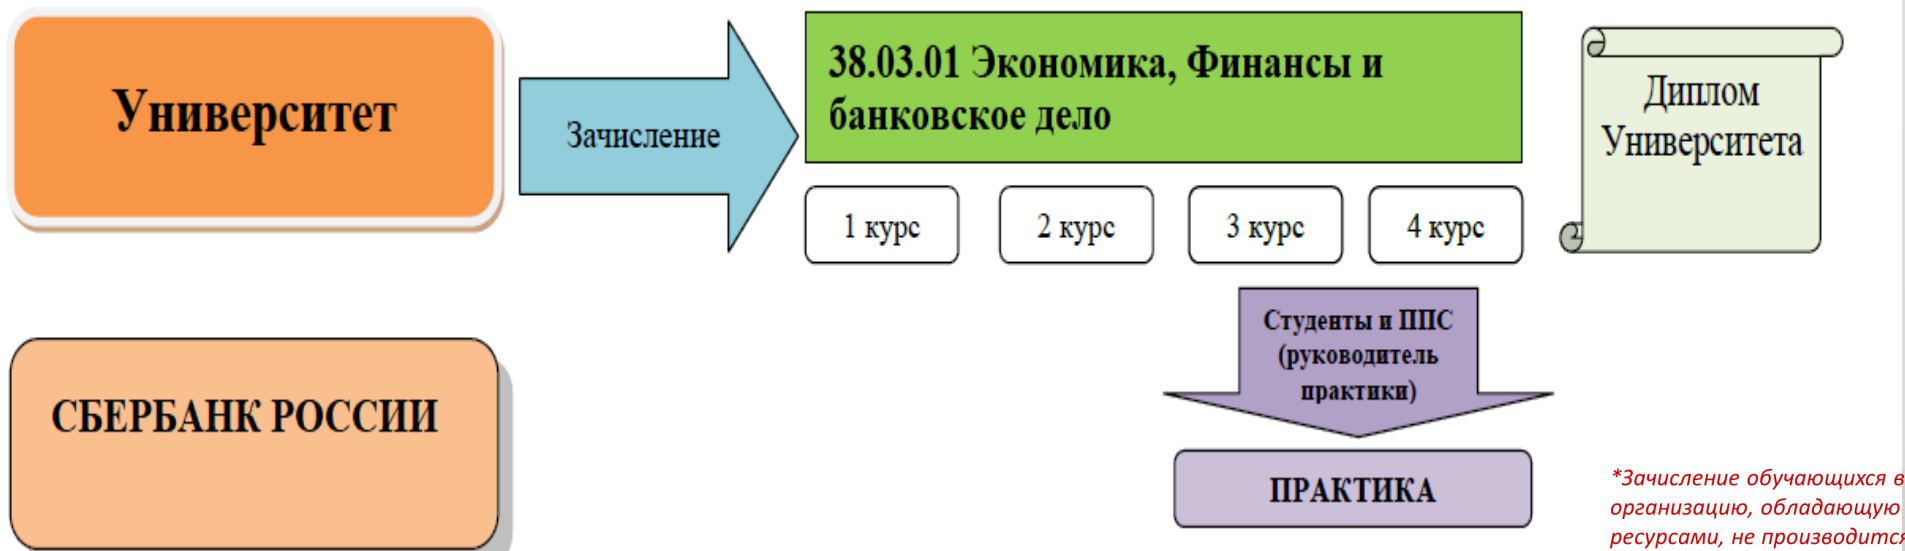 Университет
Зачисление
38.03.01 Экономика, Финансы и
банковское дело
Диплом
Университета
1 курс
2 курс
3 курс
4 курс
Студенты и ППС
(руководитель
практики)
СБЕРБАНК РОССИИ
ПРАКТИКА
*Зачисление обучающихся в
организацию, обладающую
ресурсами, не производится